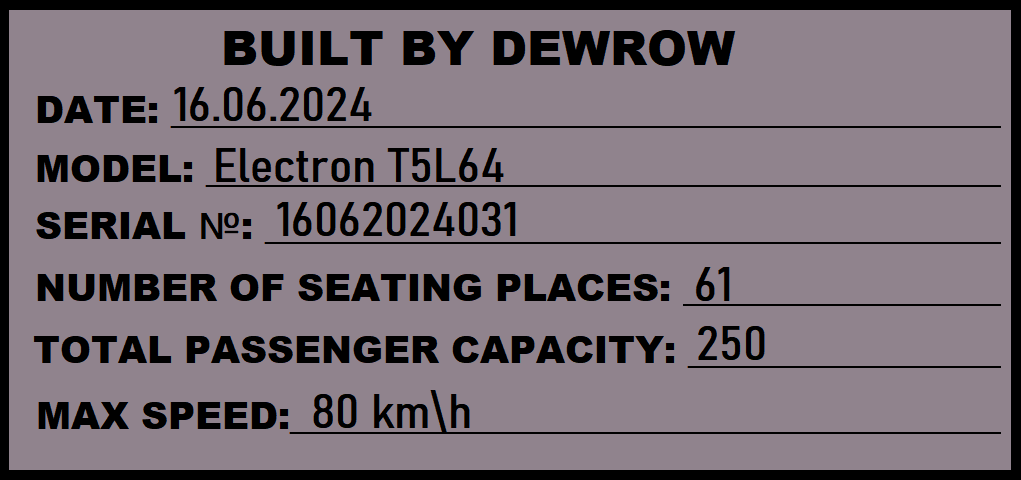 BUILT BY DEWROW
DATE: 16.06.2024
MODEL: Electron T5L64
SERIAL №: 16062024031
NUMBER OF SEATING PLACES: 61
TOTAL PASSENGER CAPACITY: 250
MAX SPEED: 80 km\h